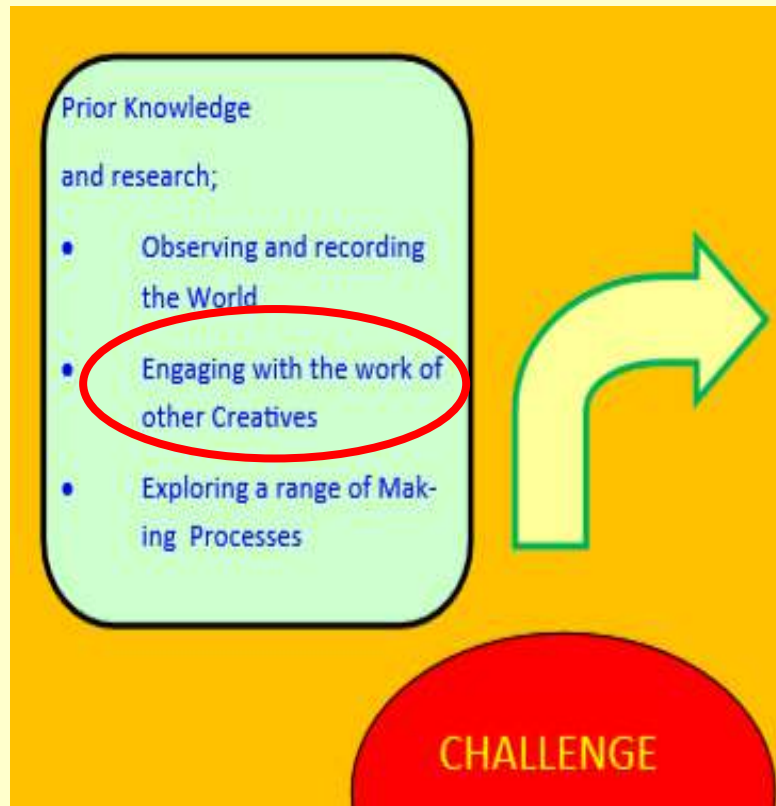 Prior Knowledge
and research;
• Observing and recording
the World
• Engaging with the work of
other Creatives
• Exploring a range of Mak-
ing Processes
CHALLENGE